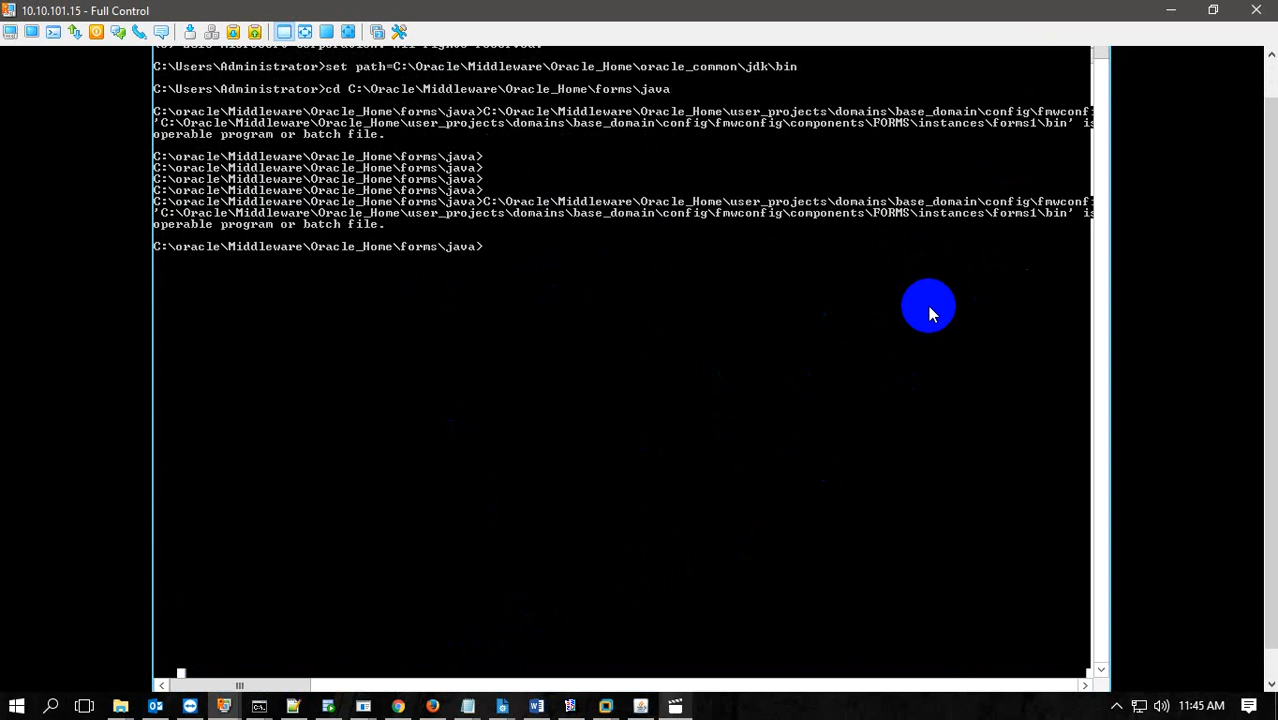 10.10.101.15 - Full Control
C:\Users\Administrator>set path=C:\Oracle\Middleware\Oracle_Home\oracle_common\jdk\bin
C:\Users\Administrator>cd C:\Oracle\Middleware\Oracle_Home\forms\java
C:\oracle\Middleware\Oracle_Home\forms\java>C:\Oracle\Middleware\Oracle_Home\user_projects\domains\base_domain\config\fmwconf
'C:\Oracle\Middleware\Oracle_Home\user_projects\domains\base_domain\config\fmwconfig\components\FORMS\instances\forms1\bin' is
operable program or batch file.
C:\oracle\Middleware\Oracle_Home\forms\java>
C:\oracle\Middleware\Oracle_Home\forms\java>
C:\oracle\Middleware\Oracle_Home\forms\java>
C:\oracle\Middleware\Oracle_Home\forms\java>
C:\oracle\Middleware\Oracle_Home\forms\java>C:\Oracle\Middleware\Oracle_Home\user_projects\domains\base_domain\config\fmwconf
'C:\Oracle\Middleware\Oracle_Home\user_projects\domains\base_domain\config\fmwconfig\components\FORMS\instances\forms1\bin' is
operable program or batch file.
C:\oracle\Middleware\Oracle_Home\forms\java>
11:45 AM